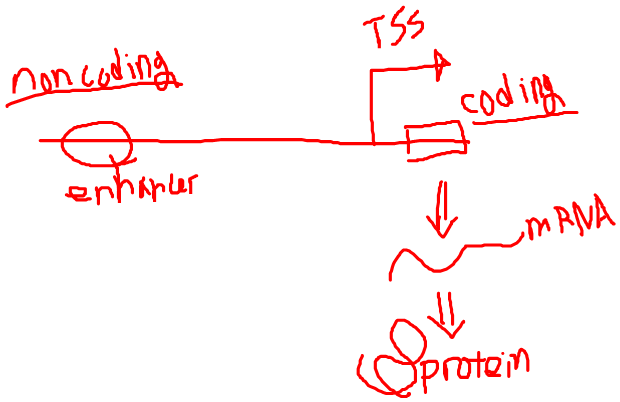 TSS
noncoding
coding
enhancer
mRNA
protein